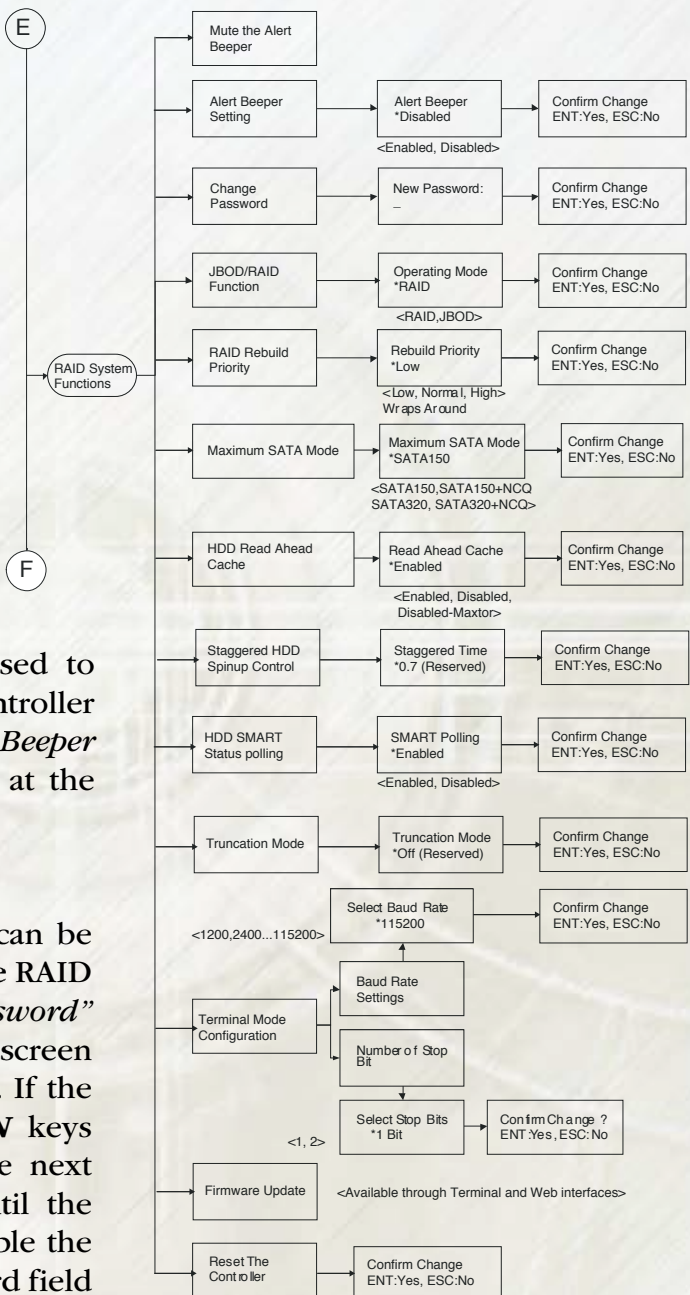 E
Mute the Alert
Beeper
Alert Beeper
Setting
Alert Beeper
*Disabled
<Enabled, Disabled>
Confirm Change
ENT:Yes, ESC:No
Change
Password
New Password:
_
Confirm Change
ENT:Yes, ESC:No
JBOD/RAID
Function
Operating Mode
*RAID
<RAID,JBOD>
Confirm Change
ENT:Yes, ESC:No
RAID System
Functions
RAID Rebuild
Priority
Rebuild Priority
*Low
<Low, Normal, High>
Wraps Around
Confirm Change
ENT:Yes, ESC:No
Maximum SATA Mode
Maximum SATA Mode
*SATA150
<SATA150,SATA150+NCQ
SATA320, SATA320+NCQ>
Confirm Change
ENT:Yes, ESC:No
F
HDD Read Ahead
Cache
Read Ahead Cache
*Enabled
<Enabled, Disabled,
Disabled-Maxtor>
Confirm Change
ENT:Yes, ESC:No
Staggered HDD
Spinup Control
Staggered Time
*0.7 (Reserved)
Confirm Change
ENT:Yes, ESC:No
HDD SMART
Status polling
SMART Polling
*Enabled
<Enabled, Disabled>
Confirm Change
ENT:Yes, ESC:No
Truncation Mode
Truncation Mode
*Off (Reserved)
Confirm Change
ENT:Yes, ESC:No
Terminal Mode
Configuration
Baud Rate
Settings
Select Baud Rate
*115200
<1200,2400...115200>
Confirm Change
ENT:Yes, ESC:No
Number of Stop
Bit
Select Stop Bits
*1 Bit
<1, 2>
Confirm Change ?
ENT:Yes, ESC: No
Firmware Update
<Available through Terminal and Web interfaces>
Reset The
Controller
Confirm Change
ENT:Yes, ESC:No
sed to
ntroller
Beeper
at the
can be
e RAID
sword"
screen
. If the
W keys
e next
til the
ble the
rd field